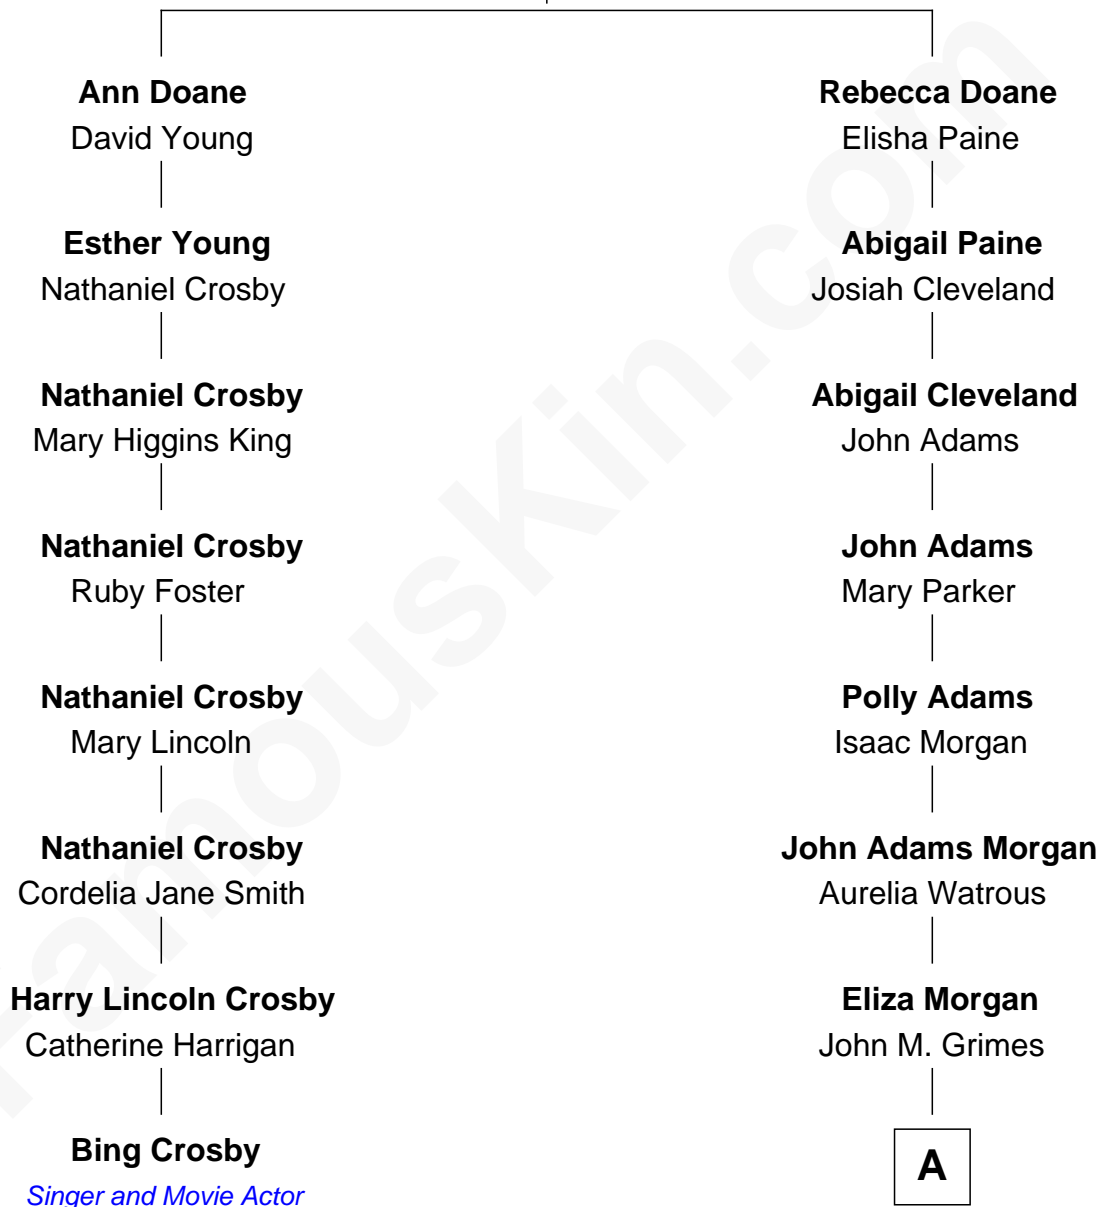 Ann Doane
David Young
Esther Young
Nathaniel Crosby
Nathaniel Crosby
Mary Higgins King
Nathaniel Crosby
Ruby Foster
Nathaniel Crosby
Mary Lincoln
Nathaniel Crosby
Cordelia Jane Smith
Harry Lincoln Crosby
Catherine Harrigan
Bing Crosby
Singer and Movie Actor
Rebecca Doane
Elisha Paine
Abigail Paine
Josiah Cleveland
Abigail Cleveland
John Adams
John Adams
Mary Parker
Polly Adams
Isaac Morgan
John Adams Morgan
Aurelia Watrous
Eliza Morgan
John M. Grimes
A
FamousKin.com